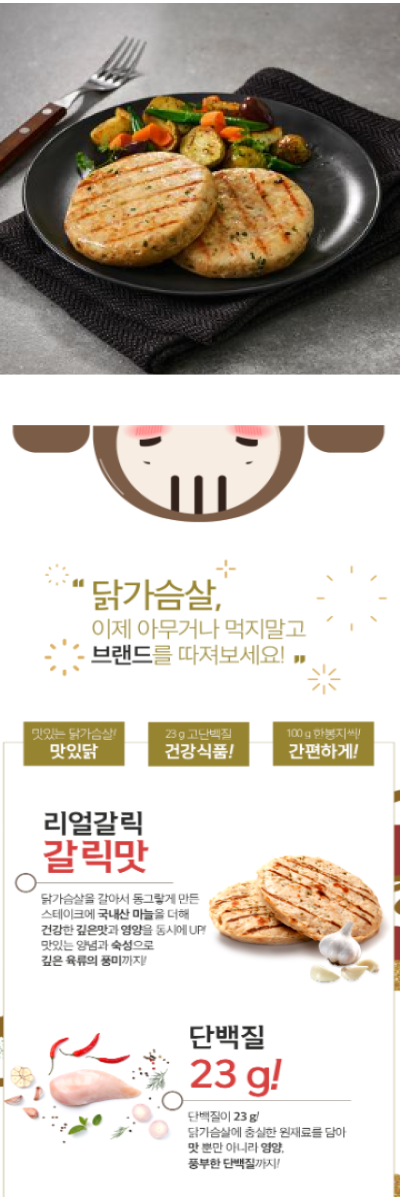 “ 닭가슴살,
이제 아무거나 먹지말고
브랜드를 따져보세요! ”
맛있는 닭가슴살!
맛있닭
23 g 고단백질
건강식품!
100 g 한봉지씩!
간편하게!
리얼갈릭
갈릭맛
닭가슴살을 갈아서 동그랗게 만든
스테이크에 국내산 마늘을 더해
건강한 깊은맛과 영양을 동시에 UP!
맛있는 양념과 숙성으로
깊은 육류의 풍미까지!
단백질
23 g!
단백질이 23 g!
닭가슴살에 충실한 원재료를 담아
맛 뿐만 아니라 영양,
풍부한 단백질까지!